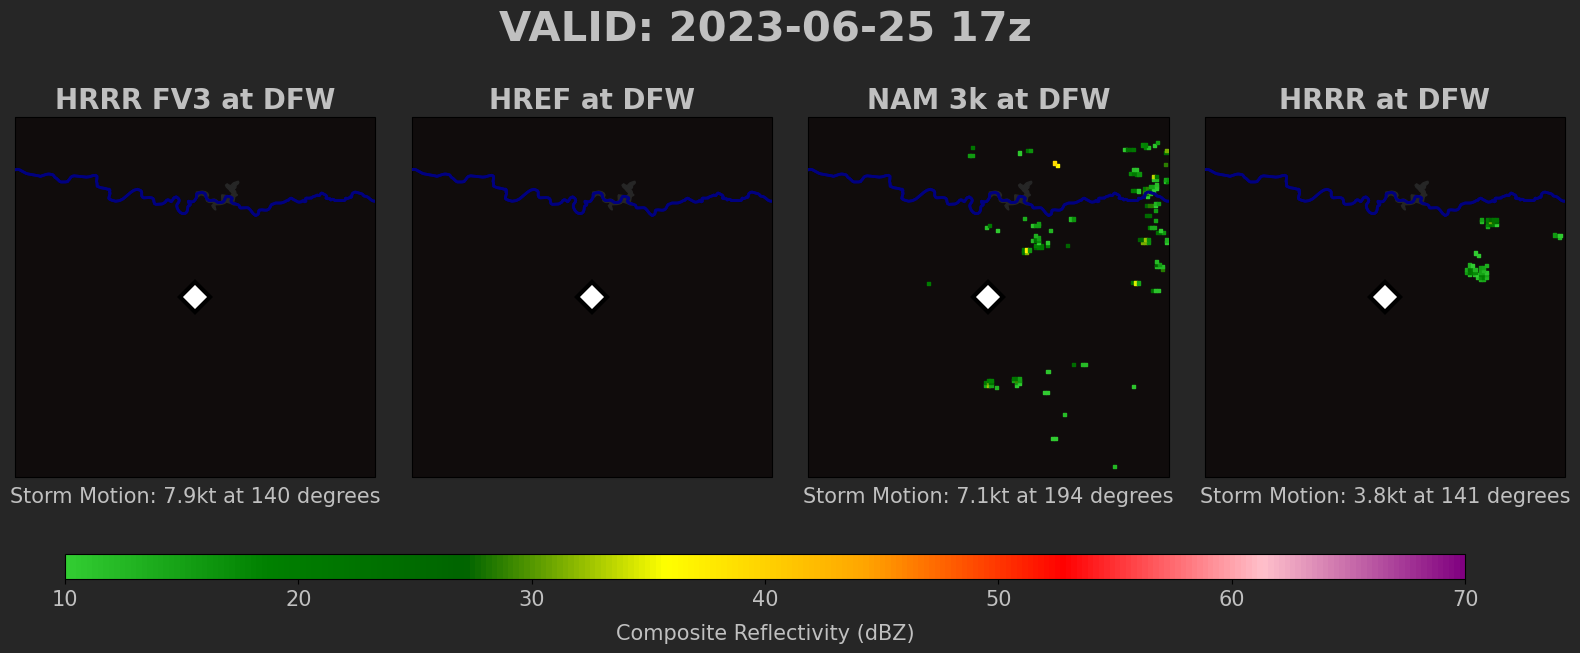 VALID: 2023-06-25 17z
HRRR FV3 at DFW
HREF at DFW
NAM 3k at DFW
HRRR at DFW
Storm Motion: 7.9kt at 140 degrees
Storm Motion: 7.1kt at 194 degrees
Storm Motion: 3.8kt at 141 degrees
10 20 30 40 50 60 70
Composite Reflectivity (dBZ)